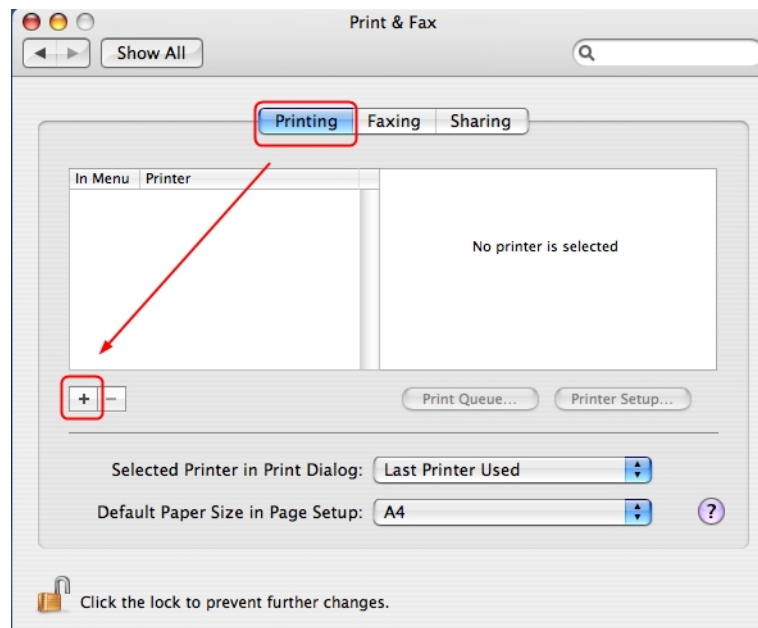 Print & Fax
Show All
Printing Faxing Sharing
In Menu Printer
No printer is selected
+ −
Print Queue... Printer Setup...
Selected Printer in Print Dialog: Last Printer Used
Default Paper Size in Page Setup: A4 ?
Click the lock to prevent further changes.